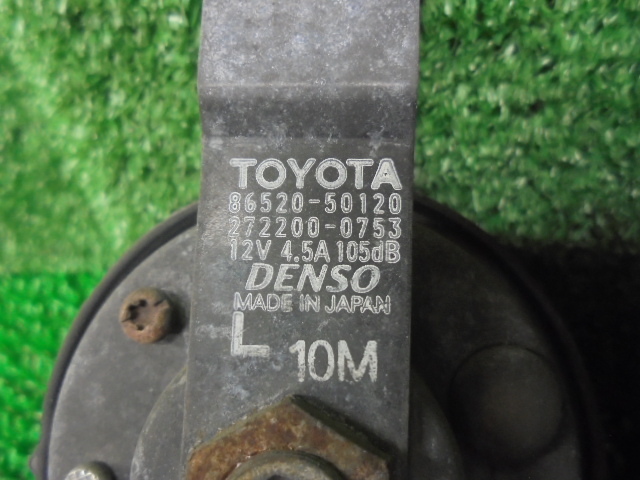 TOYOTA
86520-50120
272200-0753
12V 4.5A 105dB
DENSO
MADE IN JAPAN
L 10M